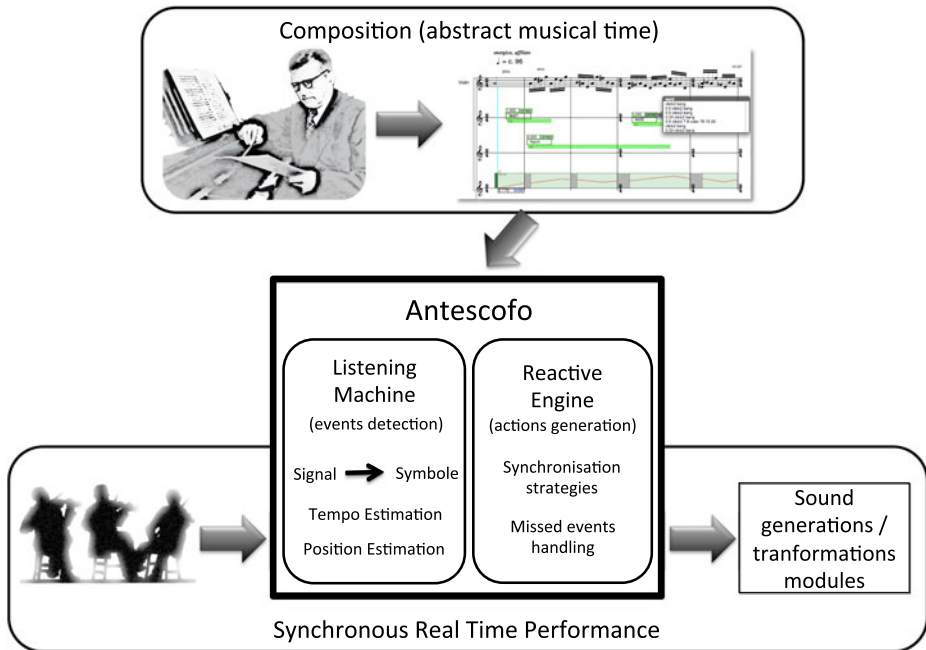 Composition (abstract musical time)
Antescofo
Listening
Machine
(events detection)
Signal
Symbole
Tempo Estimation
Position Estimation
Reactive
Engine
(actions generation)
Synchronisation
strategies
Missed events
handling
Sound
generations /
tranformations
modules
Synchronous Real Time Performance